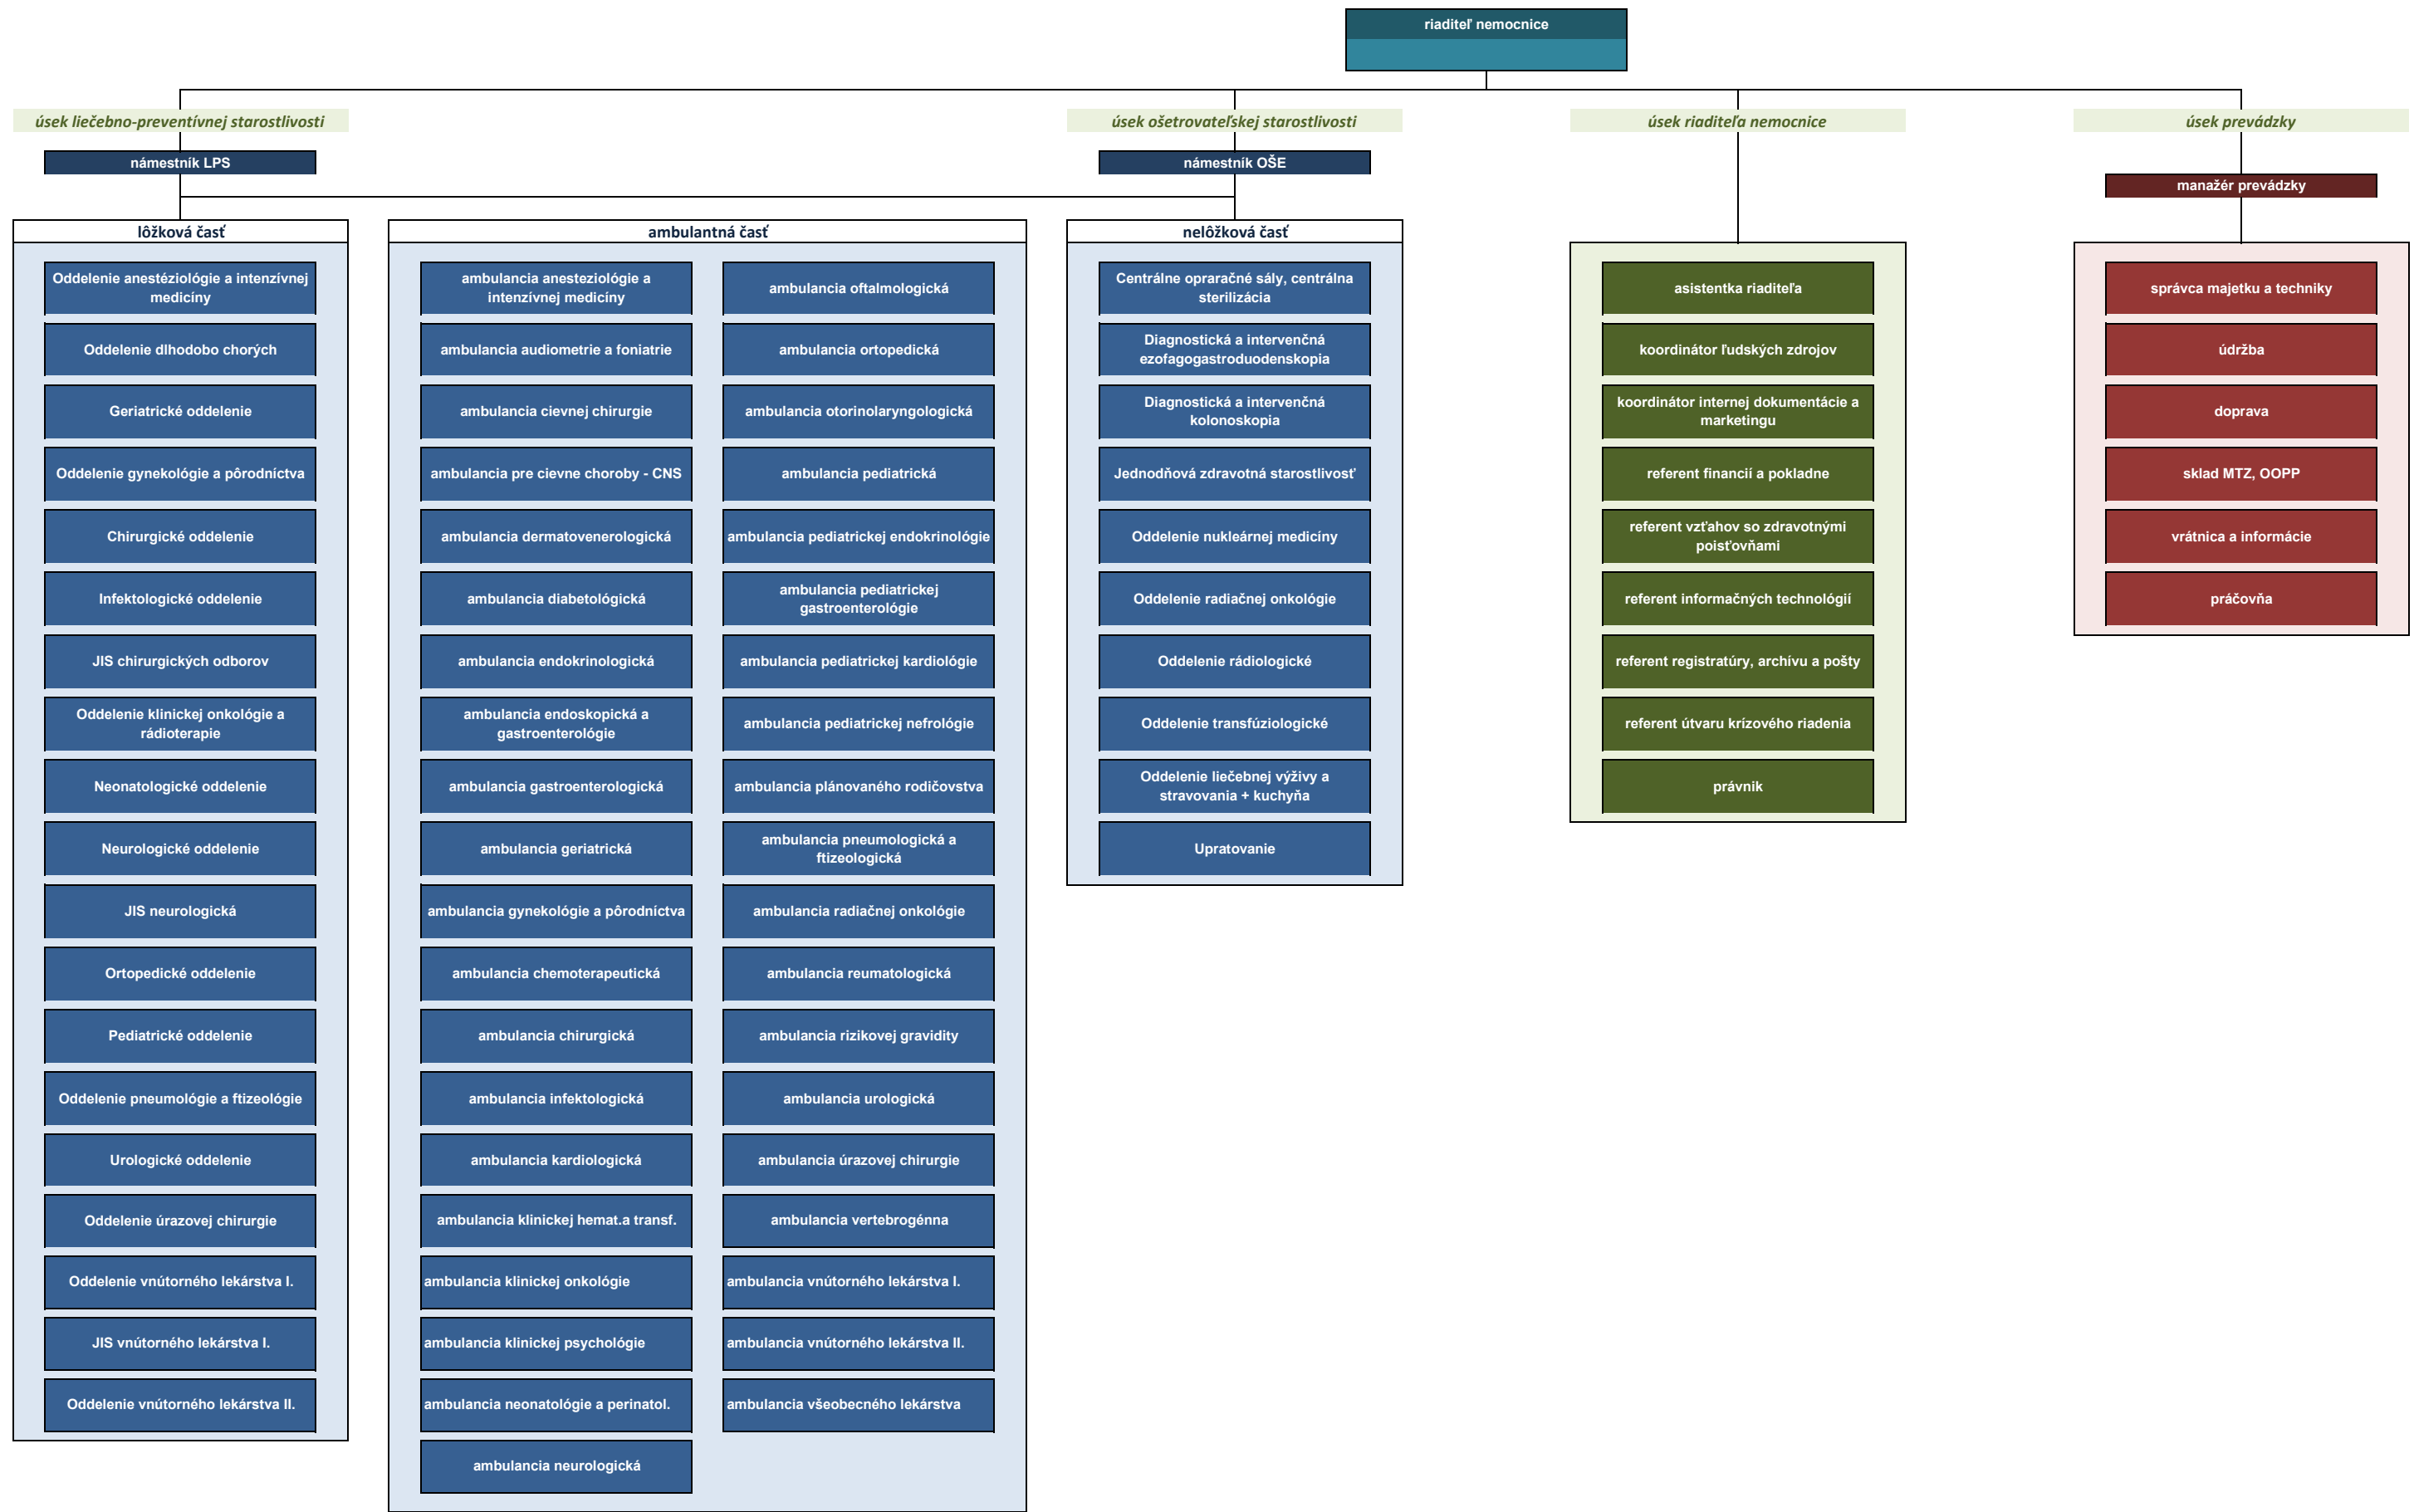 riaditeľ nemocnice
úsek liečebno-preventívnej starostlivosti
úsek ošetrovateľskej starostlivosti
úsek riaditeľa nemocnice
úsek prevádzky
námestník LPS
námestník OŠE
manažér prevádzky
lôžková časť
Oddelenie anestéziológie a intenzívnej
medicíny
Oddelenie dlhodobo chorých
Geriatrické oddelenie
Oddelenie gynekológie a pôrodníctva
Chirurgické oddelenie
Infektologické oddelenie
JIS chirurgických odborov
Oddelenie klinickej onkológie a
rádioterapie
Neonatologické oddelenie
Neurologické oddelenie
JIS neurologická
Ortopedické oddelenie
Pediatrické oddelenie
Oddelenie pneumológie a ftizeológie
Urologické oddelenie
Oddelenie úrazovej chirurgie
Oddelenie vnútorného lekárstva I.
JIS vnútorného lekárstva I.
Oddelenie vnútorného lekárstva II.
ambulantná časť
ambulancia anesteziológie a
intenzívnej medicíny
ambulancia audiometrie a foniatrie
ambulancia cievnej chirurgie
ambulancia pre cievne choroby - CNS
ambulancia dermatovenerologická
ambulancia diabetológická
ambulancia endokrinologická
ambulancia endoskopická a
gastroenterológie
ambulancia gastroenterologická
ambulancia geriatrická
ambulancia gynekológie a pôrodníctva
ambulancia chemoterapeutická
ambulancia chirurgická
ambulancia infektologická
ambulancia kardiologická
ambulancia klinickej hemat.a transf.
ambulancia klinickej onkológie
ambulancia klinickej psychológie
ambulancia neonatológie a perinatol.
ambulancia neurologická
ambulancia oftalmologická
ambulancia ortopedická
ambulancia otorinolaryngologická
ambulancia pediatrická
ambulancia pediatrickej endokrinológie
ambulancia pediatrickej
gastroenterológie
ambulancia pediatrickej kardiológie
ambulancia pediatrickej nefrológie
ambulancia plánovaného rodičovstva
ambulancia pneumologická a
ftizeologická
ambulancia radiačnej onkológie
ambulancia reumatologická
ambulancia rizikovej gravidity
ambulancia urologická
ambulancia úrazovej chirurgie
ambulancia vertebrogénna
ambulancia vnútorného lekárstva I.
ambulancia vnútorného lekárstva II.
ambulancia všeobecného lekárstva
nelôžková časť
Centrálne opraračné sály, centrálna
sterilizácia
Diagnostická a intervenčná
ezofagogastroduodenskopia
Diagnostická a intervenčná
kolonoskopia
Jednodňová zdravotná starostlivosť
Oddelenie nukleárnej medicíny
Oddelenie radiačnej onkológie
Oddelenie rádiologické
Oddelenie transfúziologické
Oddelenie liečebnej výživy a
stravovania + kuchyňa
Upratovanie
asistentka riaditeľa
koordinátor ľudských zdrojov
koordinátor internej dokumentácie a
marketingu
referent financií a pokladne
referent vzťahov so zdravotnými
poisťovňami
referent informačných technológií
referent registratúry, archívu a pošty
referent útvaru krízového riadenia
právnik
správca majetku a techniky
údržba
doprava
sklad MTZ, OOPP
vrátnica a informácie
práčovňa